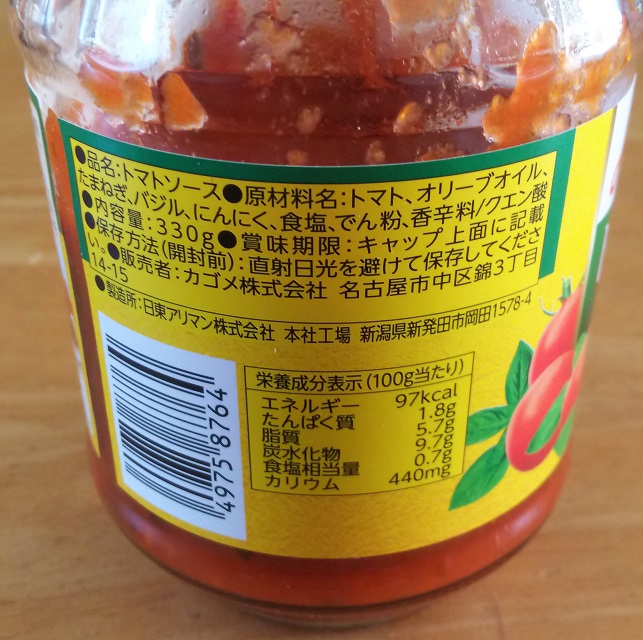 ●品名:トマトソース●原材料名:トマト、オリーブオイル、
たまねぎ、バジル、にんにく、食塩、でん粉、香辛料/クエン酸
●内容量:330g●賞味期限:キャップ上面に記載
●保存方法(開封前):直射日光を避けて保存してくださ
い。●販売者:カゴメ株式会社 名古屋市中区錦3丁目
14-15
●製造所:日東アリマン株式会社 本社工場 新潟県新発田市岡田1578-4
栄養成分表示(100g当たり)
エネルギー 97kcal
たんぱく質 1.8g
脂質 5.7g
炭水化物 9.7g
食塩相当量 0.7g
カリウム 440mg
4975 8764